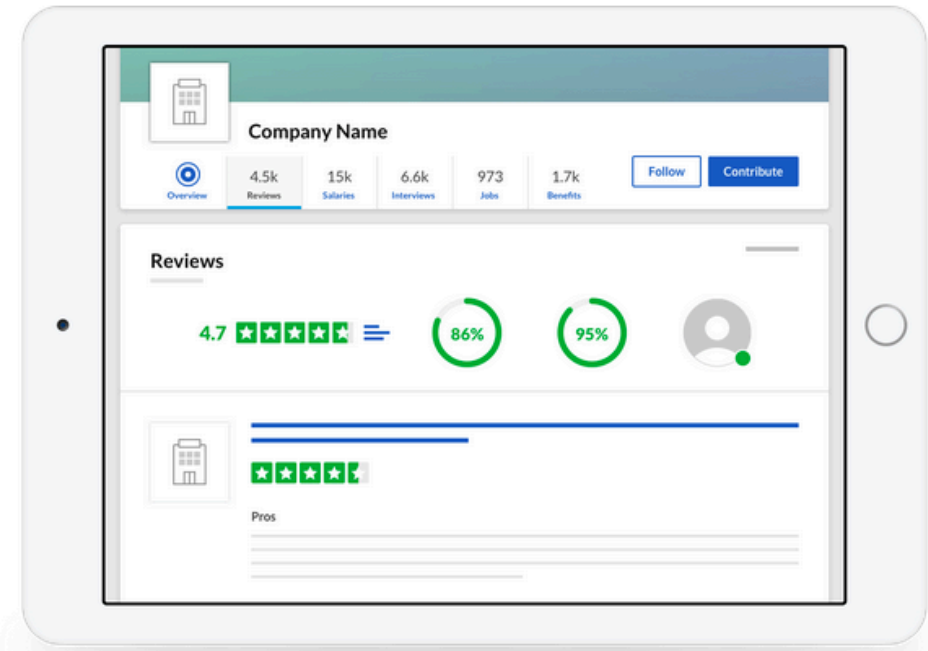 Company Name
4.5k 15k 6.6k 973 1.7k Follow Contribute
Overview Reviews Salaries Interviews Jobs Benefits
Reviews
4.7 86% 95%
Pros